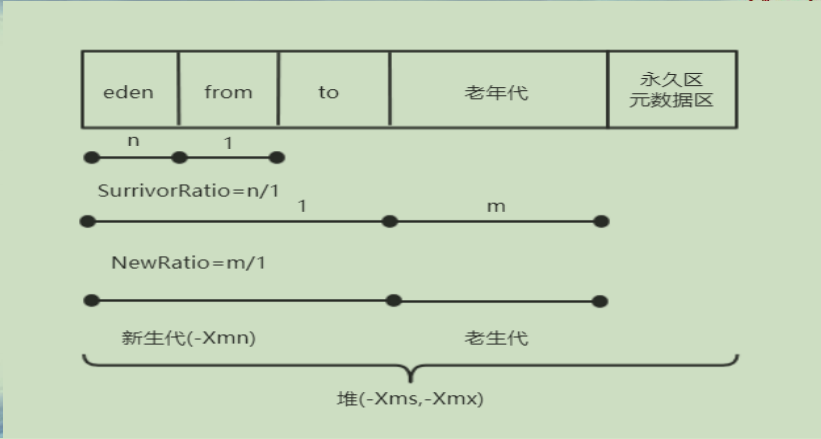 eden
from
to
老年代
永久区
元数据区
n
1
SurrivorRatio=n/1
1
m
NewRatio=m/1
新生代(-Xmn)
老生代
堆(-Xms,-Xmx)